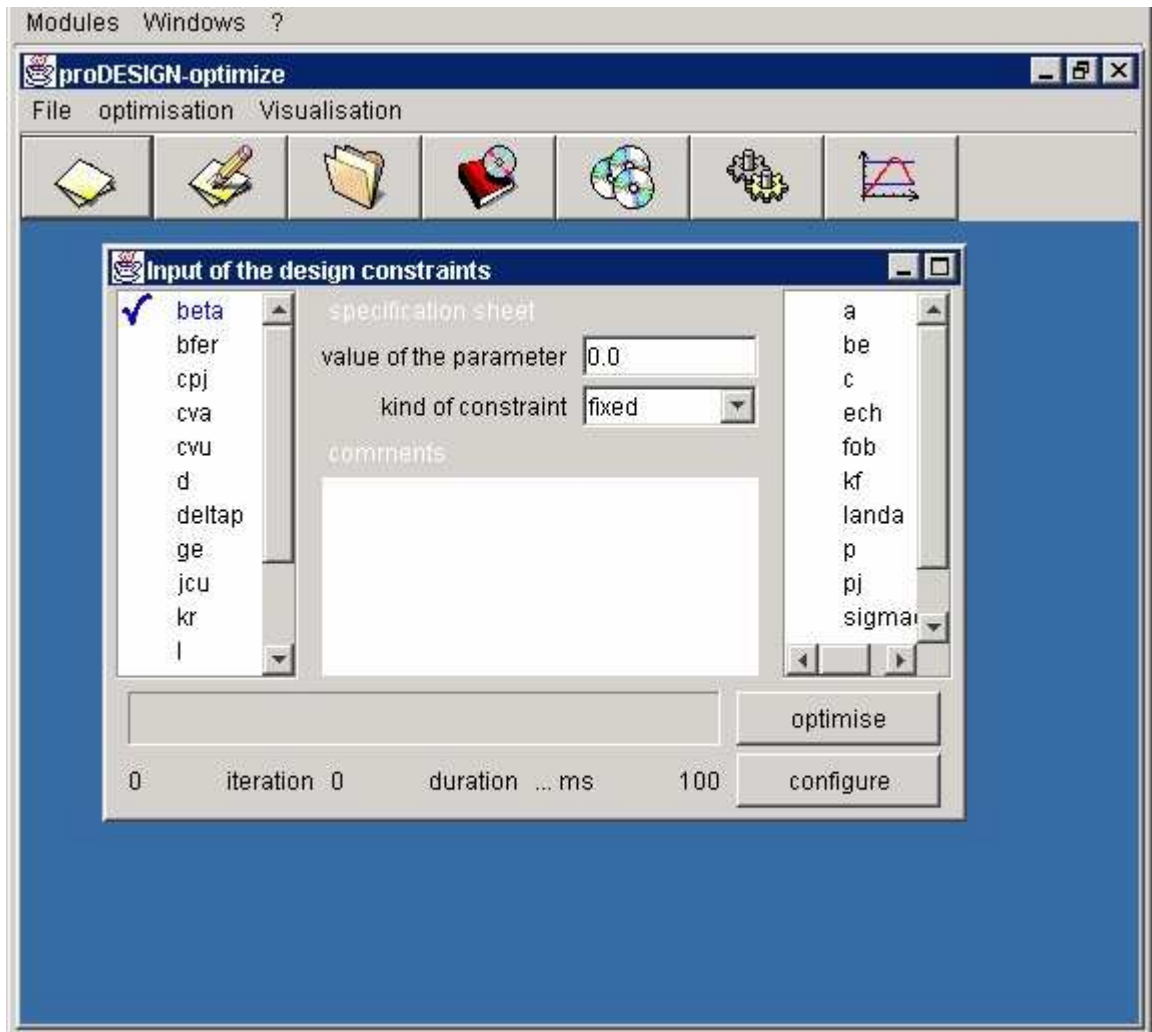 Modules Windows ?
proDESIGN-optimize
File optimisation Visualisation
Input of the design constraints
beta
bfer
cpj
cva
cvu
d
deltap
ge
jcu
kr
l
specification sheet
value of the parameter 0.0
kind of constraint fixed
comments
a
be
c
ech
fob
kf
landa
p
pj
optimise
0 iteration 0 duration ... ms 100
configure